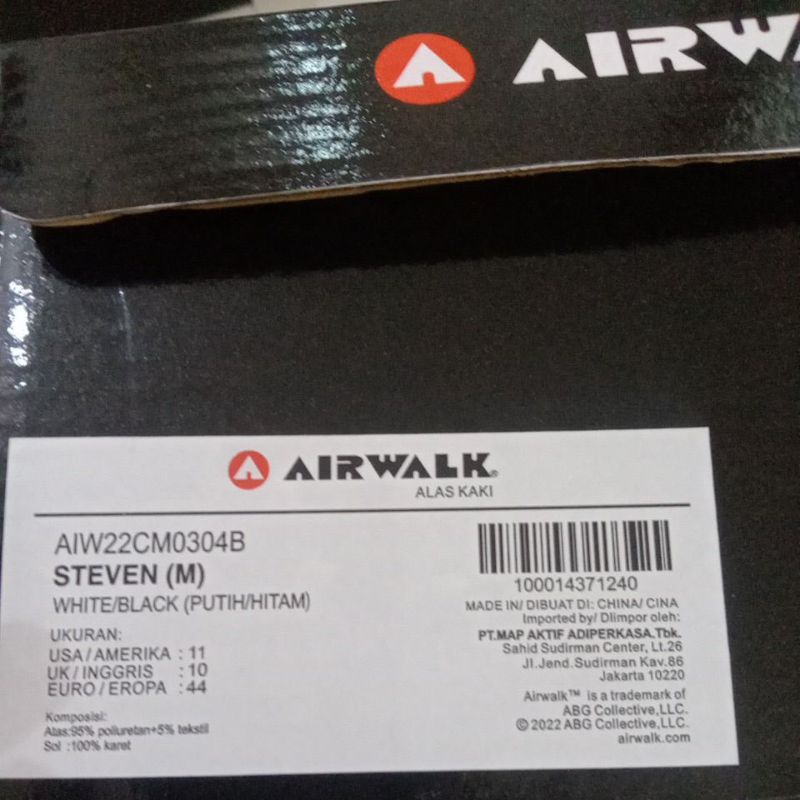 AIRWA
AIRWALK®
ALAS KAKI
AIW22CM0304B
STEVEN (M)
WHITE/BLACK (PUTIH/HITAM)
UKURAN:
USA/AMERIKA : 11
UK/INGGRIS : 10
EURO/EROPA : 44
Komposisi:
Atas:95% poliuretan+5% tekstil
Sol :100% karet
100014371240
MADE IN/ DIBUAT DI: CHINA/ CINA
Imported by/ DIimpor oleh:
PT.MAP AKTIF ADIPERKASA.Tbk.
Sahid Sudirman Center, Lt.26
Jl.Jend.Sudirman Kav.86
Jakarta 10220
Airwalk™ is a trademark of
ABG Collective,LLC.
© 2022 ABG Collective,LLC.
airwalk.com